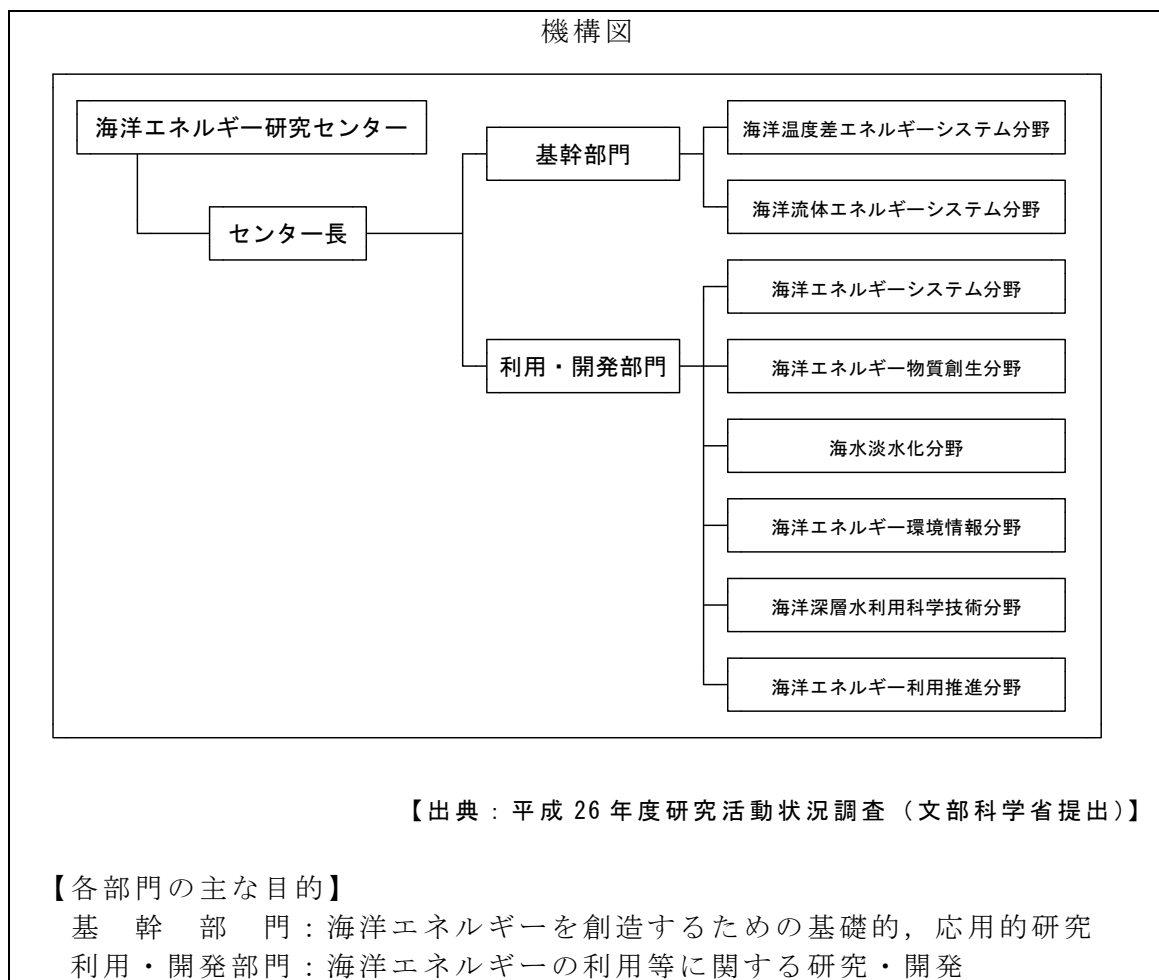 機構図
海洋エネルギー研究センター
センター長
基幹部門
海洋温度差エネルギーシステム分野
海洋流体エネルギーシステム分野
利用・開発部門
海洋エネルギーシステム分野
海洋エネルギー物質創生分野
海水淡水化分野
海洋エネルギー環境情報分野
海洋深層水利用科学技術分野
海洋エネルギー利用推進分野
【出典：平成26年度研究活動状況調査（文部科学省提出）】
【各部門の主な目的】
基　幹　部　門：海洋エネルギーを創造するための基礎的，応用的研究
利用・開発部門：海洋エネルギーの利用等に関する研究・開発